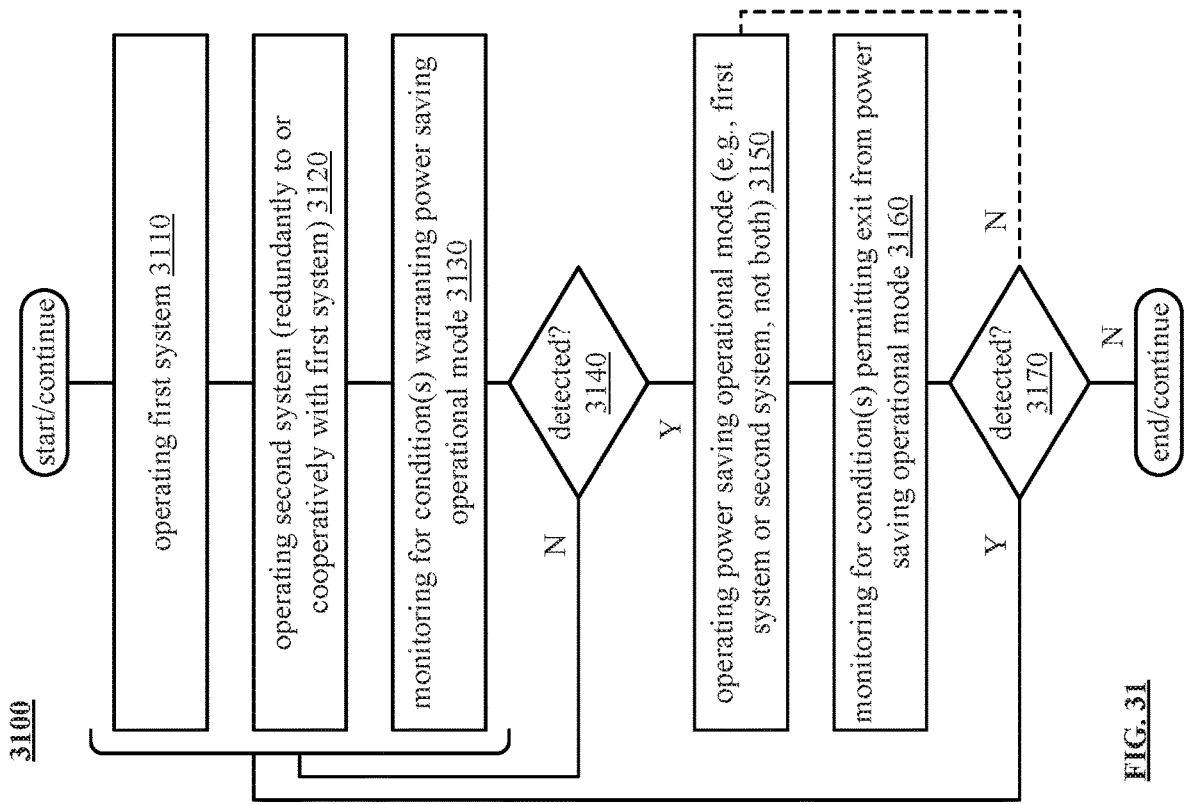 3100
start/continue
operating first system 3110
operating second system (redundantly to or
cooperatively with first system) 3120
monitoring for condition(s) warranting power saving
operational mode 3130
detected?
3140
N
Y
operating power saving operational mode (e.g., first
system or second system, not both) 3150
monitoring for condition(s) permitting exit from power
saving operational mode 3160
detected?
3170
Y
N
N
end/continue
FIG. 31